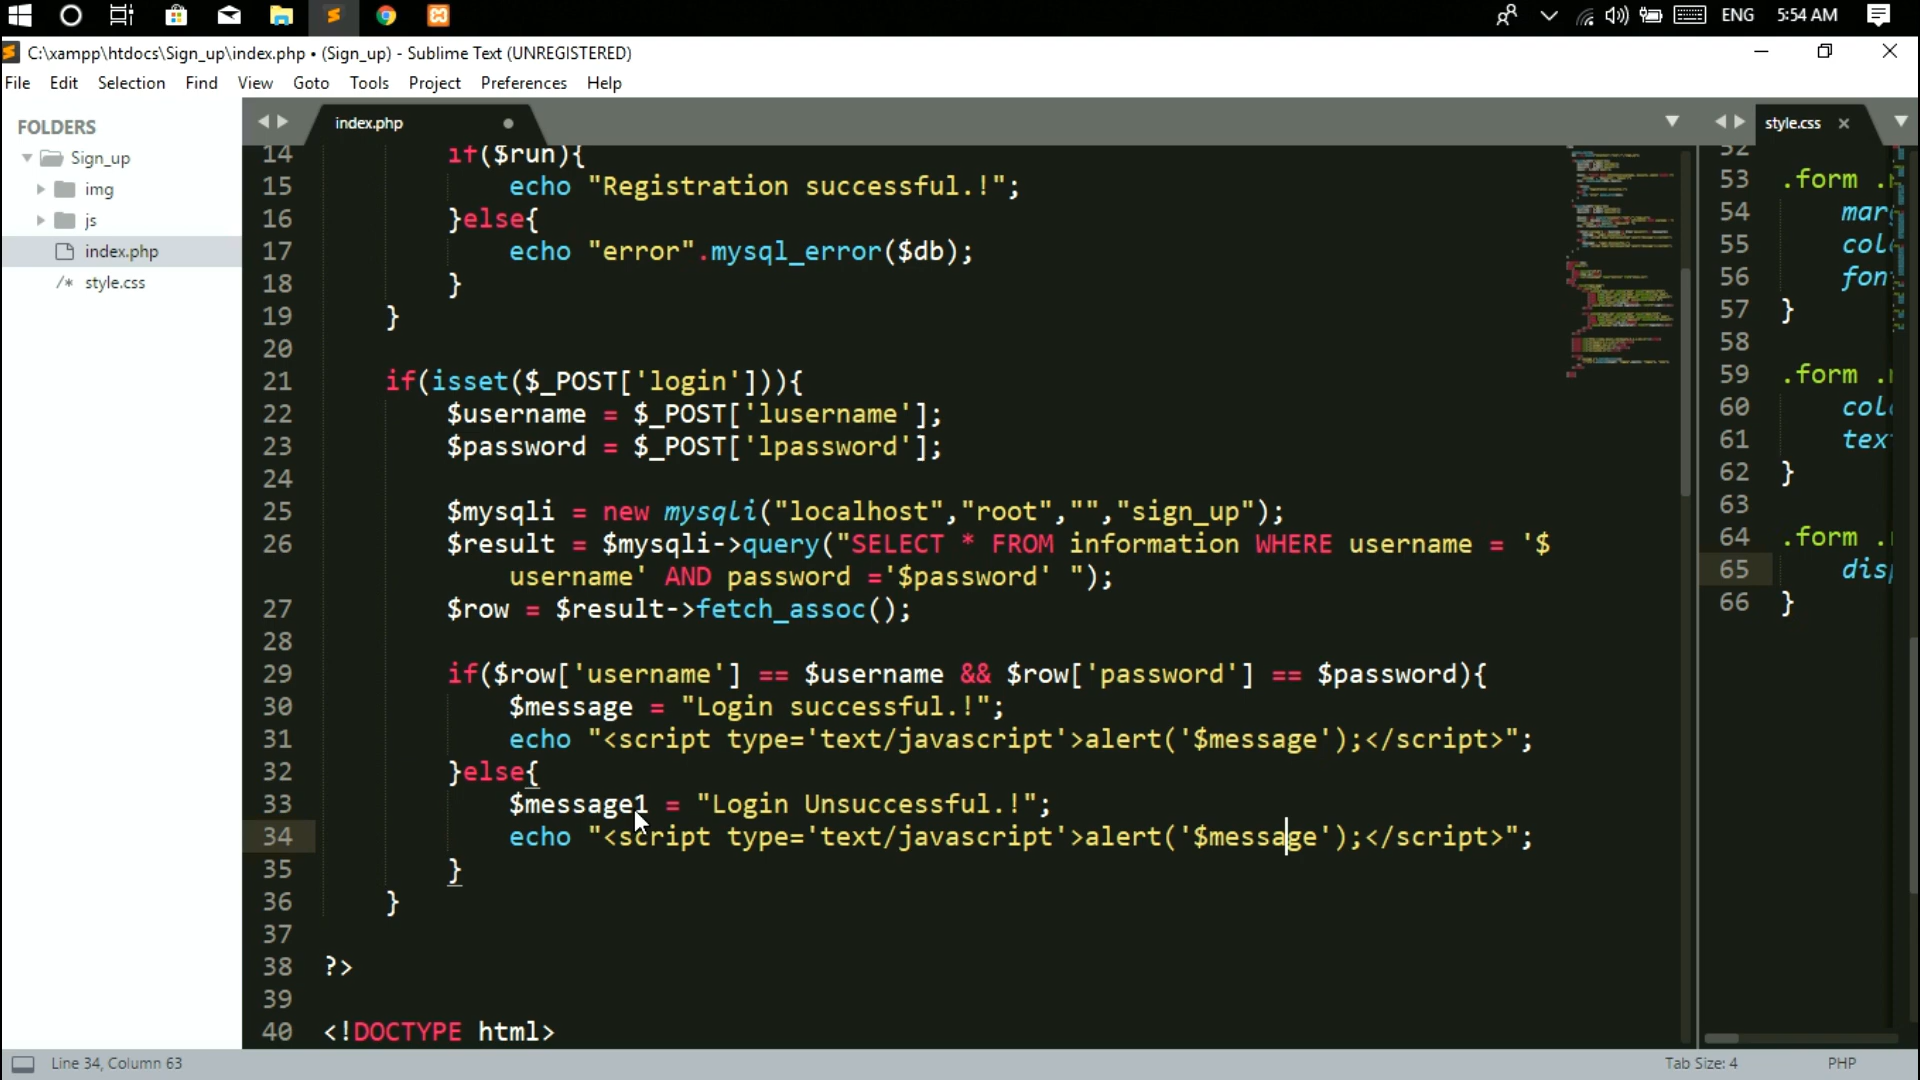 ENG
5:54 AM
C:\xampp\htdocs\Sign_up\index.php • (Sign_up) - Sublime Text (UNREGISTERED)
File Edit Selection Find View Goto Tools Project Preferences Help
FOLDERS
Sign_up
img
js
index.php
/* style.css
index.php
14 if($run){
15 echo "Registration successful.!";
16 }else{
17 echo "error".mysql_error($db);
18 }
19 }
20
21 if(isset($_POST['login'])){
22 $username = $_POST['lusername'];
23 $password = $_POST['lpassword'];
24
25 $mysqli = new mysqli("localhost","root","","sign_up");
26 $result = $mysqli->query("SELECT * FROM information WHERE username = '$
username' AND password ='$password' ");
27 $row = $result->fetch_assoc();
28
29 if($row['username'] == $username && $row['password'] == $password){
30 $message = "Login successful.!";
31 echo "<script type='text/javascript'>alert('$message');</script>";
32 }else{
33 $message1 = "Login Unsuccessful.!";
34 echo "<script type='text/javascript'>alert('$message');</script>";
35 }
36 }
37
38 ?>
39
40 <!DOCTYPE html>
style.css
52
53 .form .
54 mar
55 col
56 fon
57 }
58
59 .form .
60 col
61 tex
62 }
63
64 .form .
65 dis
66 }
Line 34, Column 63
Tab Size: 4
PHP